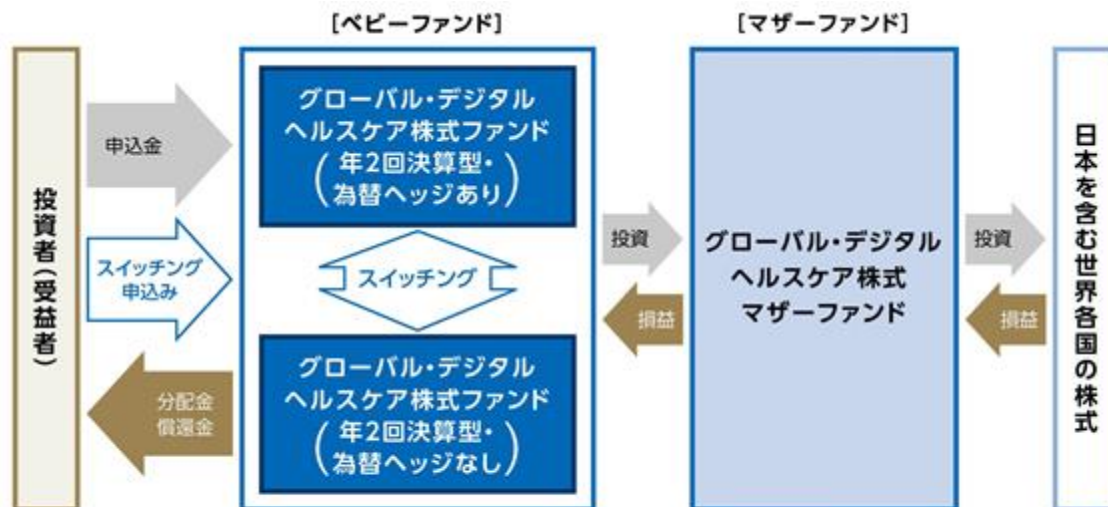 [ベビーファンド]
[マザーファンド]
投資者(受益者)
申込金
スイッチング
申込み
分配金
償還金
グローバル・デジタル
ヘルスケア株式ファンド
(年2回決算型・
為替ヘッジあり)
スイッチング
グローバル・デジタル
ヘルスケア株式ファンド
(年2回決算型・
為替ヘッジなし)
投資
損益
グローバル・デジタル
ヘルスケア株式
マザーファンド
投資
損益
日本を含む世界各国の株式